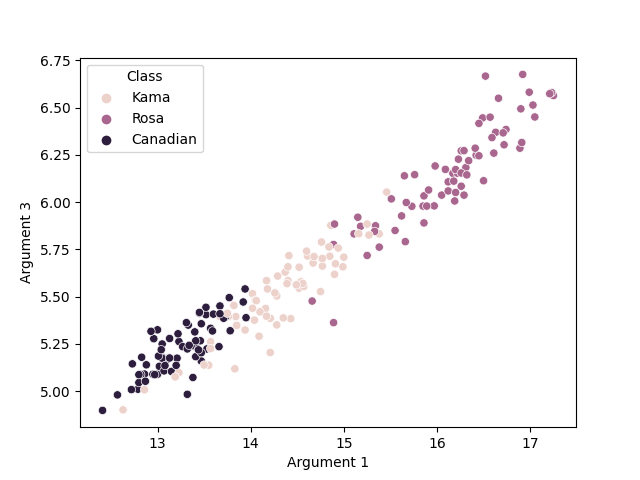 6.75
6.50
6.25
6.00
5.75
5.50
5.25
5.00
Argument 3
Class
Kama
Rosa
Canadian
13 14 15 16 17
Argument 1